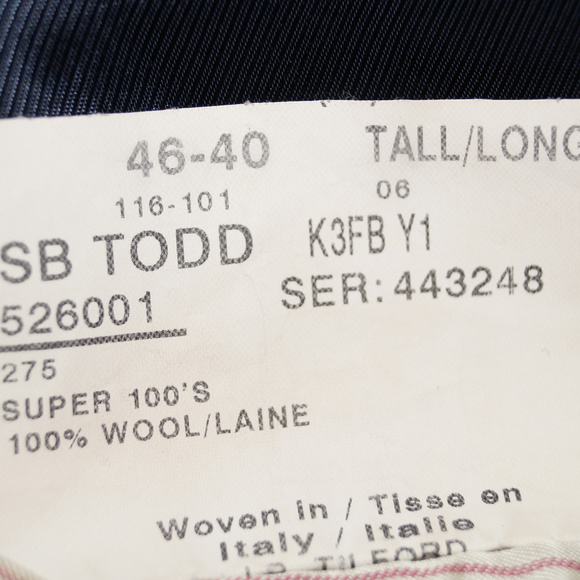 46-40 TALL/LONG
116-101 06
SB TODD K3FB Y1
526001 SER: 443248
275
SUPER 100'S
100% WOOL/LAINE
Woven in / Tisse en
Italy / Italie
TILFORD